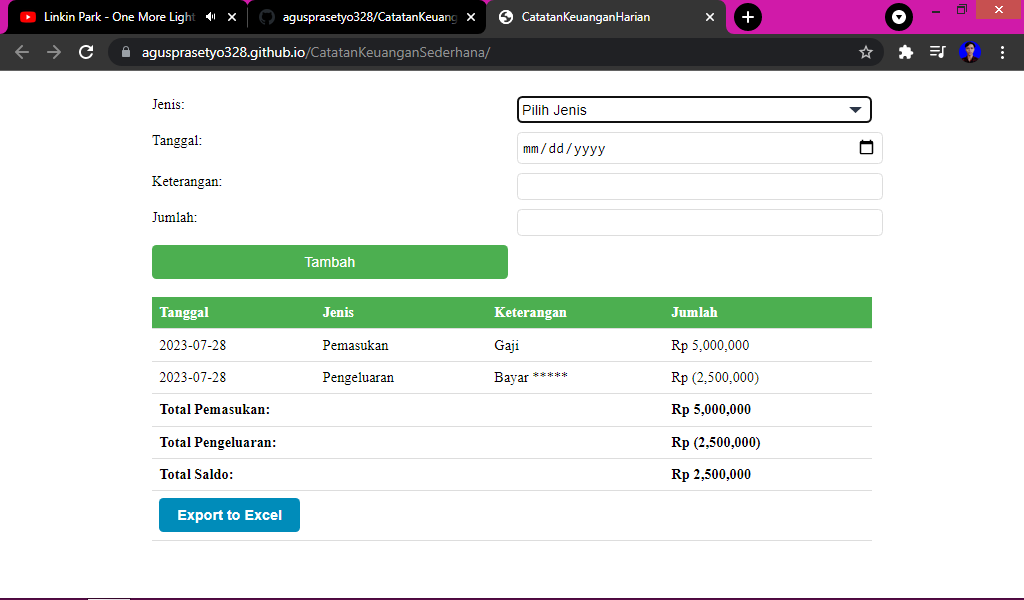 Linkin Park - One More Light
agusprasetyo328/CatatanKeuang
CatatanKeuanganHarian
agusprasetyo328.github.io/CatatanKeuanganSederhana/
Jenis: Pilih Jenis
Tanggal: mm/dd/yyyy
Keterangan:
Jumlah:
Tambah
Tanggal Jenis Keterangan Jumlah
2023-07-28 Pemasukan Gaji Rp 5,000,000
2023-07-28 Pengeluaran Bayar ***** Rp (2,500,000)
Total Pemasukan: Rp 5,000,000
Total Pengeluaran: Rp (2,500,000)
Total Saldo: Rp 2,500,000
Export to Excel